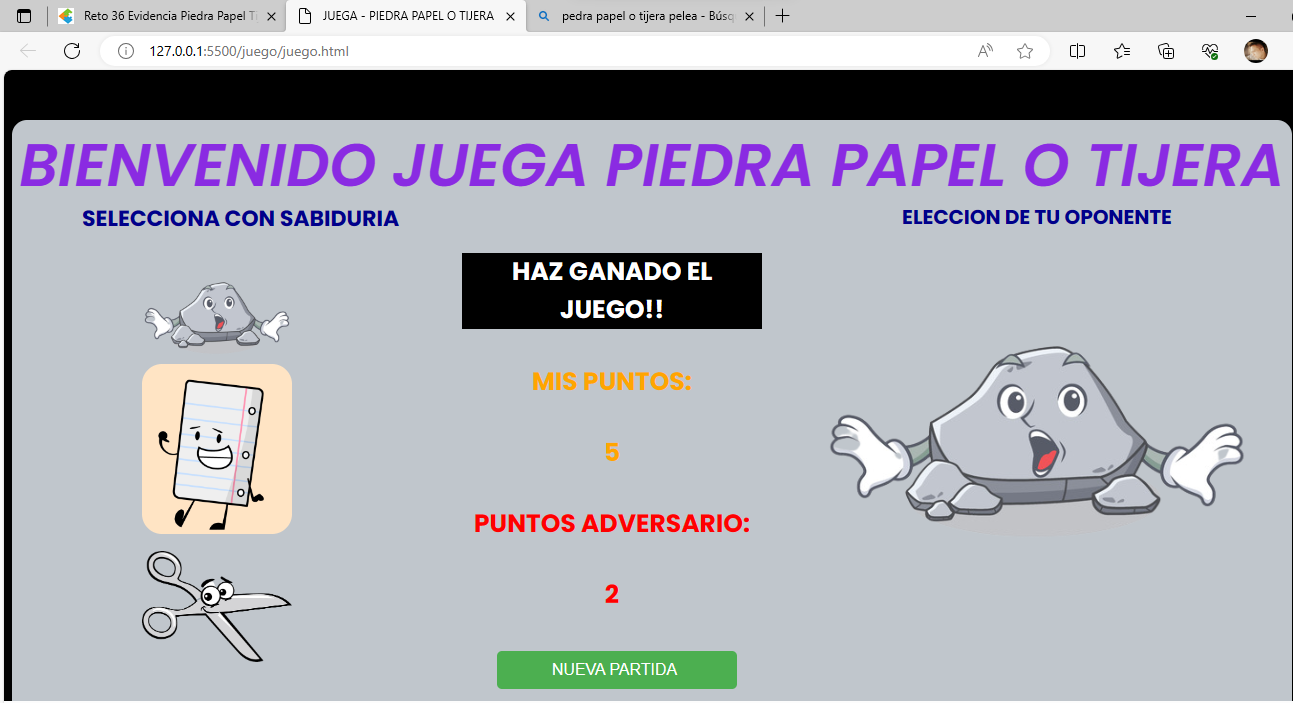 Reto 36 Evidencia Piedra Papel Ti
JUEGA - PIEDRA PAPEL O TIJERA
pedra papel o tijera pelea - Búsq
127.0.0.1:5500/juego/juego.html
BIENVENIDO JUEGA PIEDRA PAPEL O TIJERA
SELECCIONA CON SABIDURIA
ELECCION DE TU OPONENTE
HAZ GANADO EL
JUEGO!!
MIS PUNTOS:
5
PUNTOS ADVERSARIO:
2
NUEVA PARTIDA